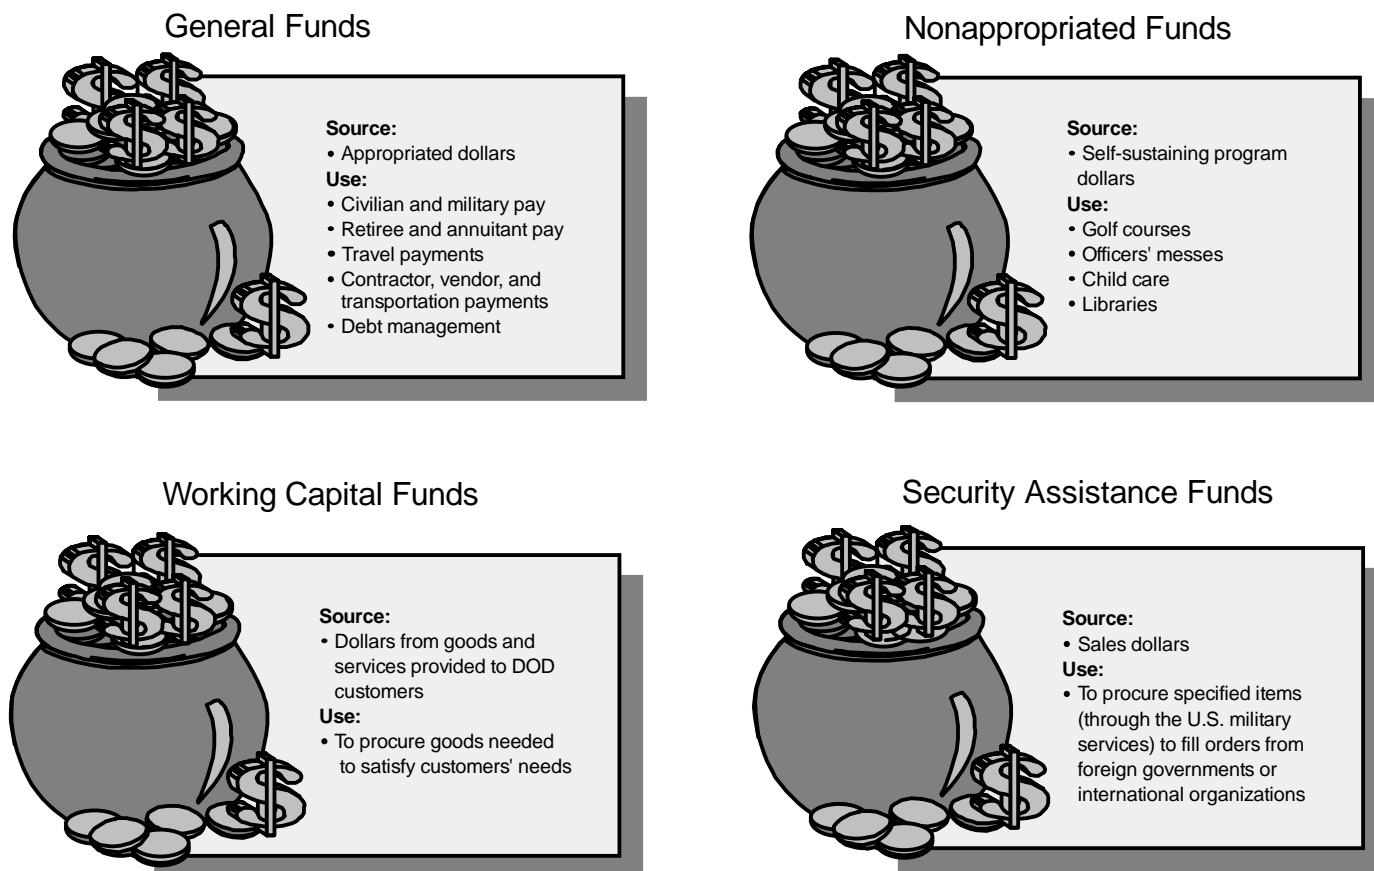 General Funds
Source:
• Appropriated dollars
Use:
• Civilian and military pay
• Retiree and annuitant pay
• Travel payments
• Contractor, vendor, and
transportation payments
• Debt management
Nonappropriated Funds
Source:
• Self-sustaining program
dollars
Use:
• Golf courses
• Officers' messes
• Child care
• Libraries
Working Capital Funds
Source:
• Dollars from goods and
services provided to DOD
customers
Use:
• To procure goods needed
to satisfy customers' needs
Security Assistance Funds
Source:
• Sales dollars
Use:
• To procure specified items
(through the U.S. military
services) to fill orders from
foreign governments or
international organizations